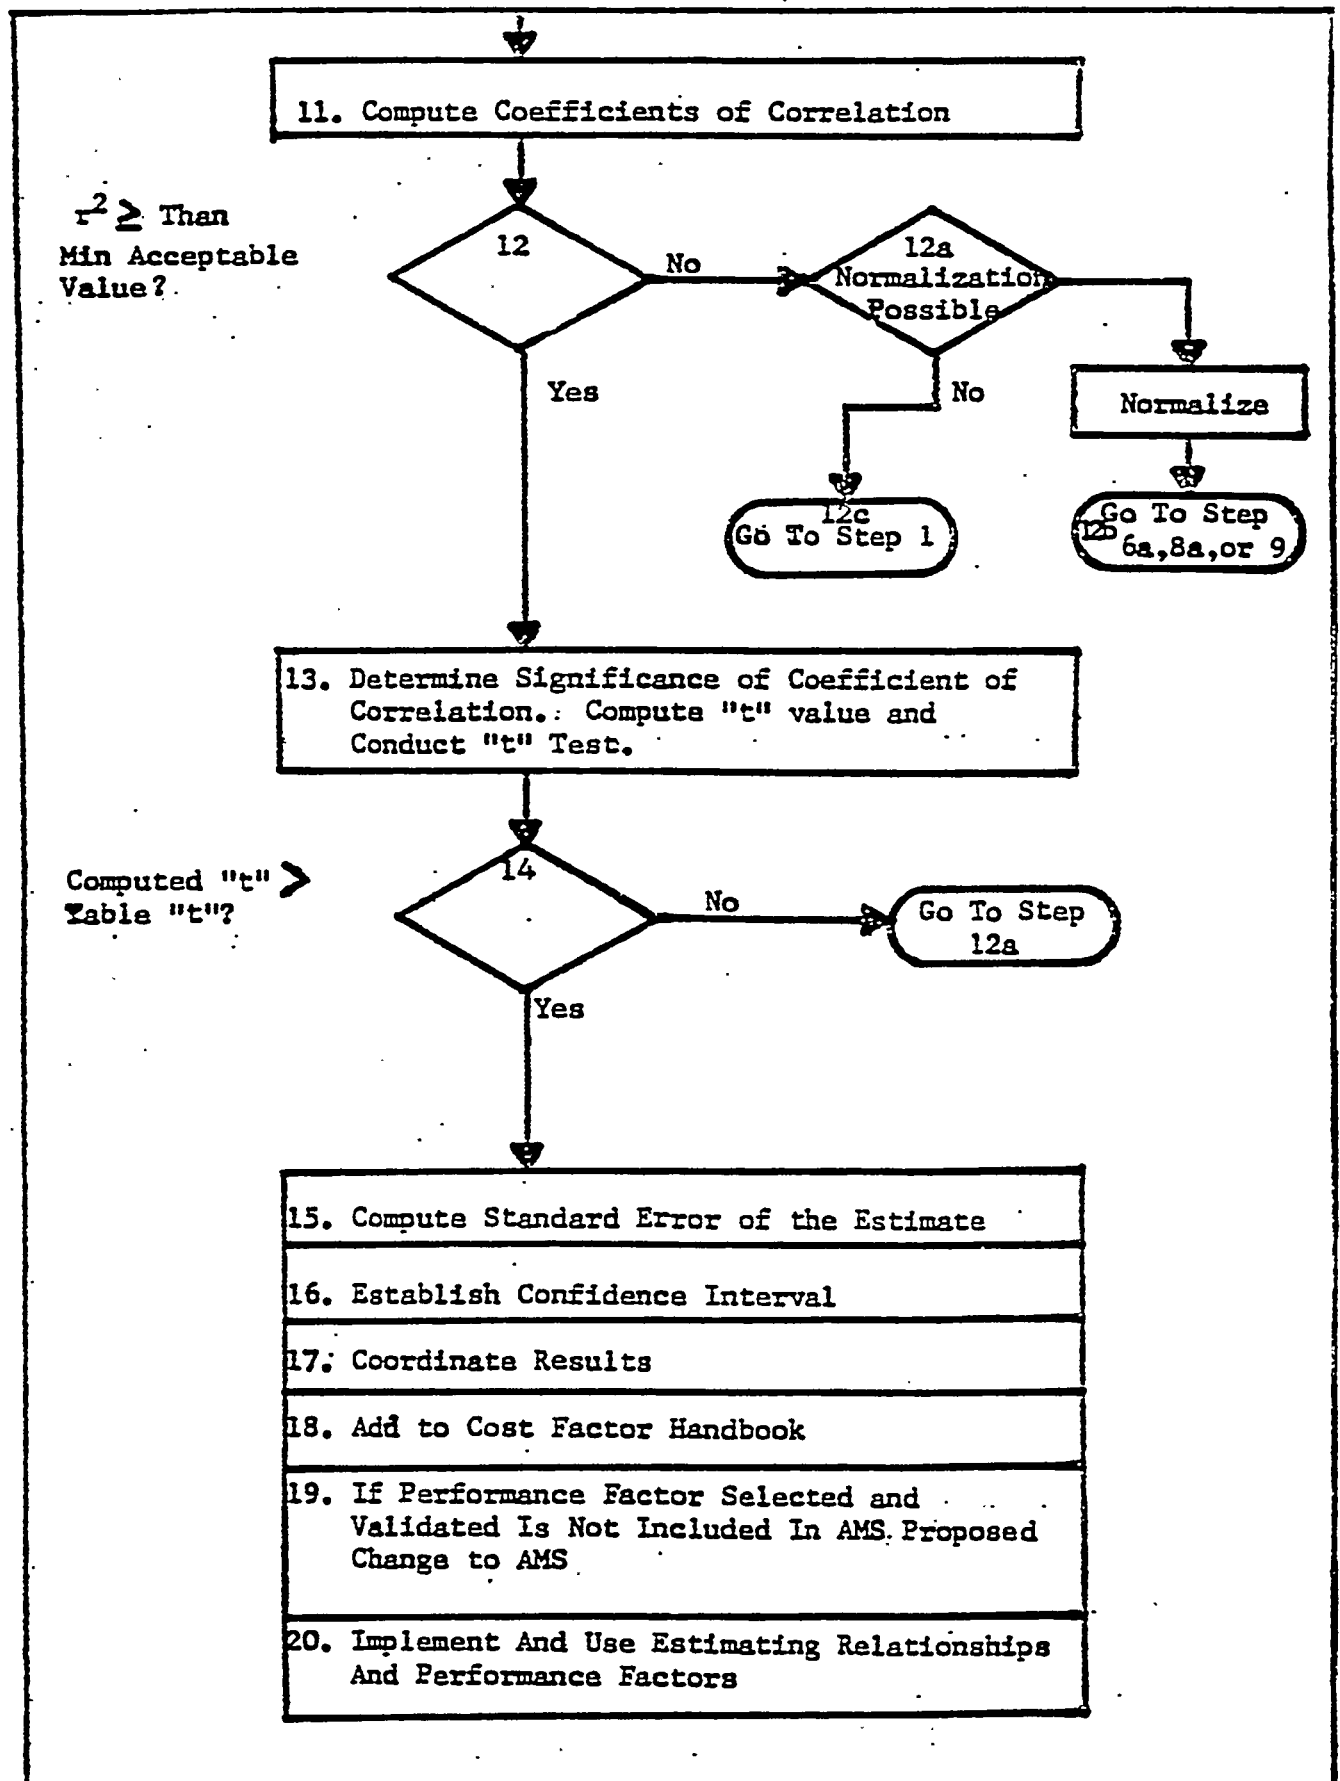 11. Compute Coefficients of Correlation
r² ≥ Than
Min Acceptable
Value?
12
No
12a
Normalization
Possible
Yes
No
Normalize
12c
Go To Step 1
Go To Step
12b 6a,8a,or 9
13. Determine Significance of Coefficient of
Correlation. Compute "t" value and
Conduct "t" Test.
Computed "t" >
Table "t"?
14
No
Go To Step
12a
Yes
15. Compute Standard Error of the Estimate
16. Establish Confidence Interval
17. Coordinate Results
18. Add to Cost Factor Handbook
19. If Performance Factor Selected and
Validated Is Not Included In AMS Proposed
Change to AMS
20. Implement And Use Estimating Relationships
And Performance Factors